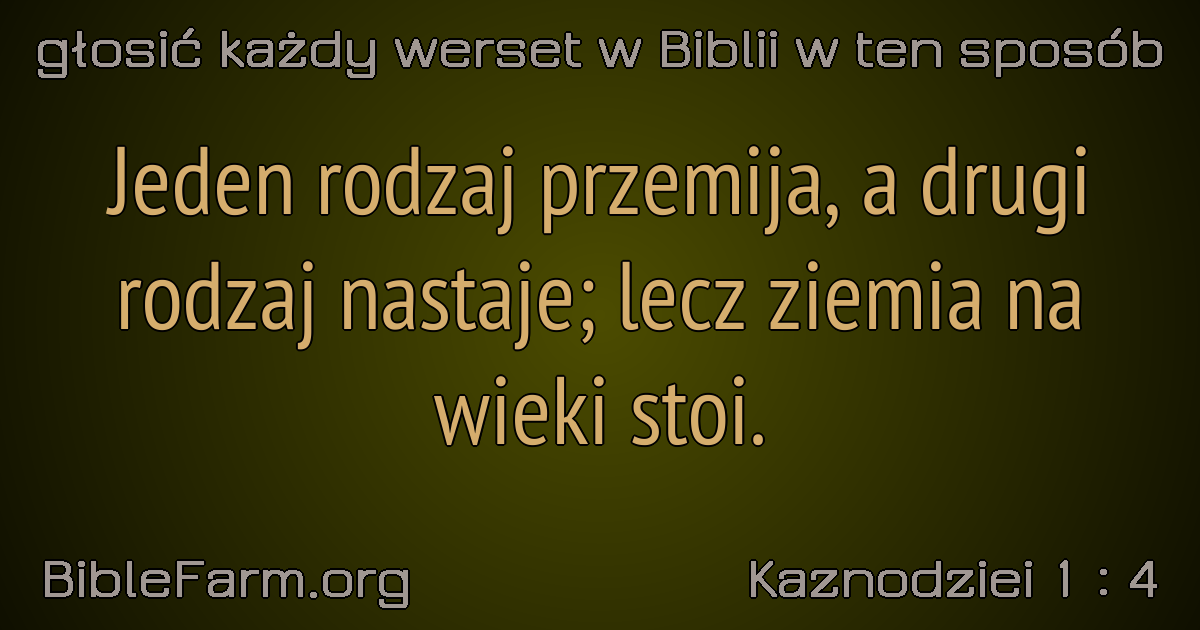 głosić każdy werset w Biblii w ten sposób
Jeden rodzaj przemija, a drugi
rodzaj nastaje; lecz ziemia na
wieki stoi.
BibleFarm.org
Kaznodziei 1 : 4